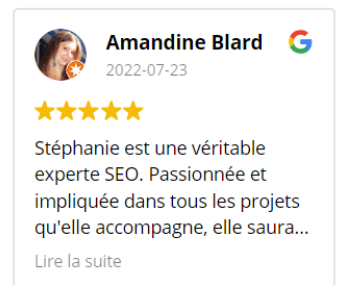 Amandine Blard
2022-07-23
Stéphanie est une véritable
experte SEO. Passionnée et
impliquée dans tous les projets
qu'elle accompagne, elle saura...
Lire la suite